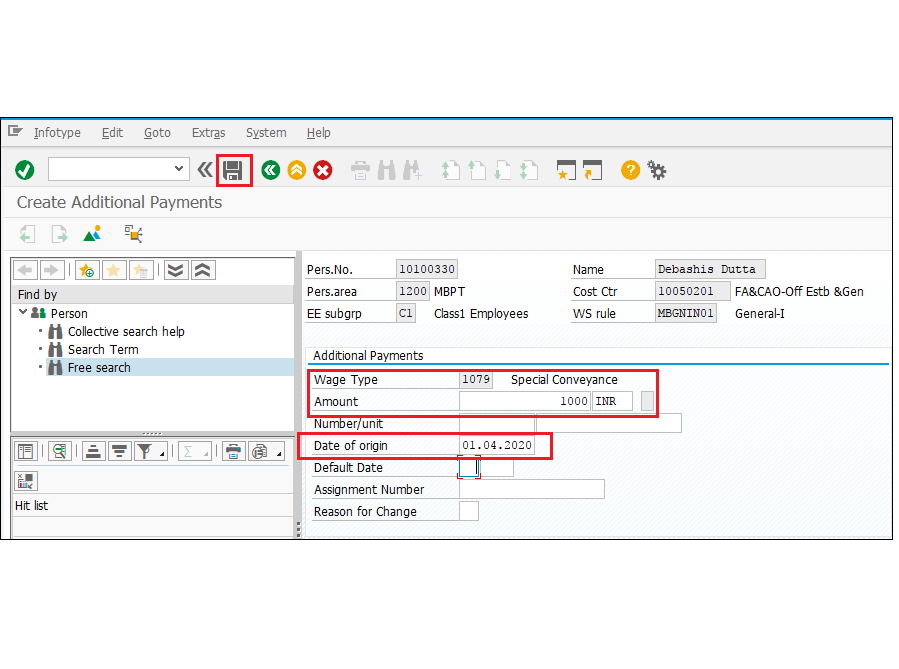 Infotype Edit Goto Extras System Help
Create Additional Payments
Find by
Person
Collective search help
Search Term
Free search
Hit list
Pers.No. 10100330 Name Debashis Dutta
Pers.area 1200 MBPT Cost Ctr 10050201 FA&CAO-Off Estb &Gen
EE subgrp C1 Class1 Employees WS rule MBGNIN01 General-I
Additional Payments
Wage Type 1079 Special Conveyance
Amount 1000 INR
Number/unit
Date of origin 01.04.2020
Default Date
Assignment Number
Reason for Change